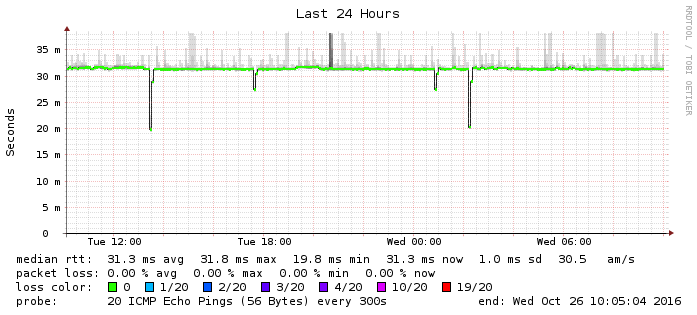 Last 24 Hours
RRDTOOL / TOBI OETIKER
Seconds
35 m
30 m
25 m
20 m
15 m
10 m
5 m
0
Tue 12:00 Tue 18:00 Wed 00:00 Wed 06:00
median rtt: 31.3 ms avg 31.8 ms max 19.8 ms min 31.3 ms now 1.0 ms sd 30.5 am/s
packet loss: 0.00 % avg 0.00 % max 0.00 % min 0.00 % now
loss color: 0 1/20 2/20 3/20 4/20 10/20 19/20
probe: 20 ICMP Echo Pings (56 Bytes) every 300s end: Wed Oct 26 10:05:04 2016